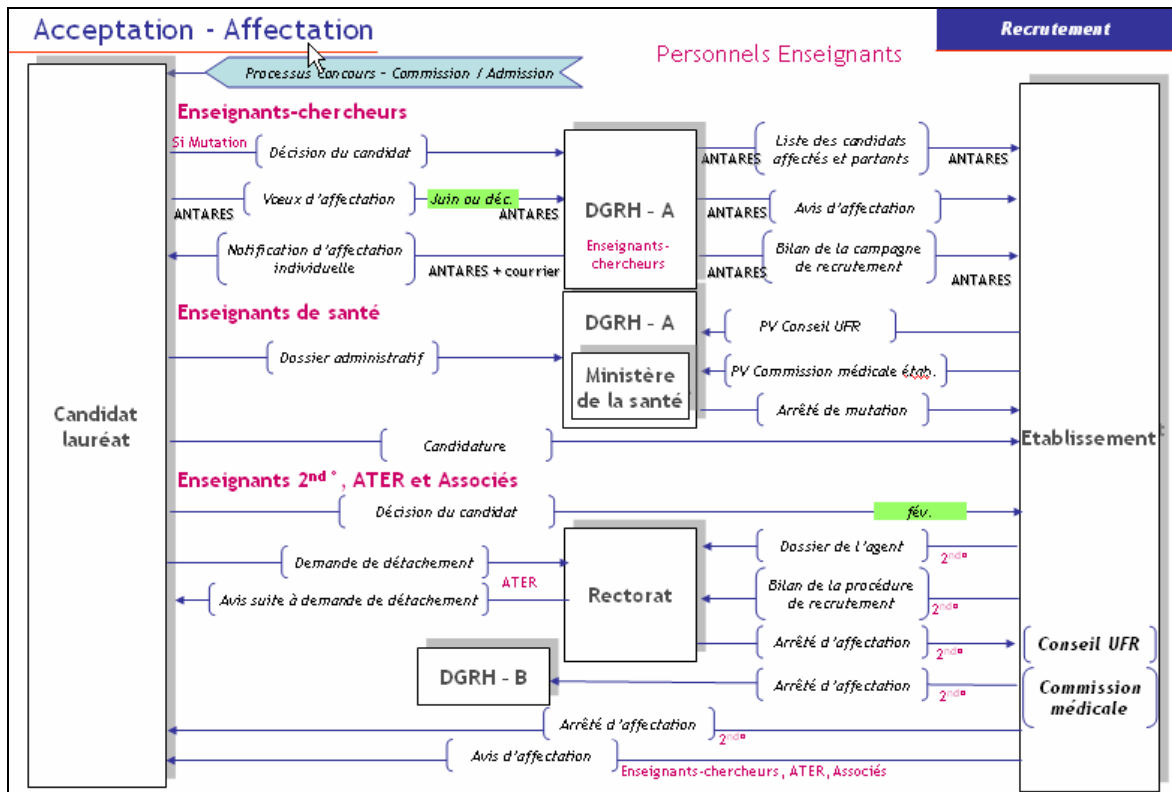 Acceptation - Affectation
Recrutement
Personnels Enseignants
Processus Concours - Commission / Admission
Enseignants-chercheurs
Si Mutation
Décision du candidat
Liste des candidats
affectés et partants
ANTARES
ANTARES
Vœux d'affectation
Juin ou déc.
ANTARES
ANTARES
DGRH - A
Enseignants-
chercheurs
Avis d'affectation
ANTARES
Notification d'affectation
individuelle
ANTARES + courrier
Bilan de la campagne
de recrutement
ANTARES
ANTARES
Enseignants de santé
DGRH - A
Ministère
de la santé
PV Conseil UFR
Dossier administratif
PV Commission médicale étab.
Arrêté de mutation
Candidat
lauréat
Candidature
Etablissement
Enseignants 2nd °, ATER et Associés
Décision du candidat
fév.
Dossier de l'agent
2nd°
Demande de détachement
ATER
Rectorat
Bilan de la procédure
de recrutement
2nd°
Avis suite à demande de détachement
Arrêté d'affectation
2nd°
Conseil UFR
DGRH - B
Arrêté d'affectation
2nd°
Commission
médicale
Arrêté d'affectation
2nd°
Avis d'affectation
Enseignants-chercheurs, ATER, Associés